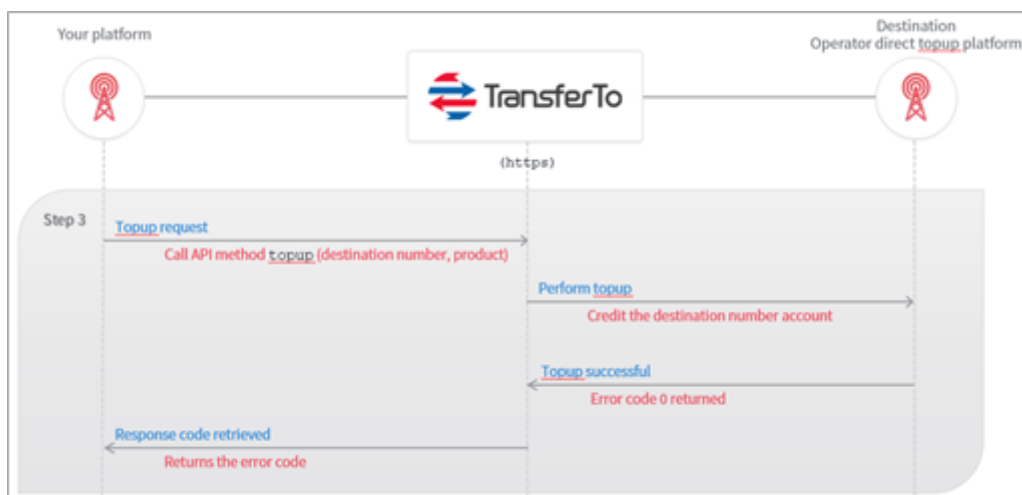 Your platform
Destination
Operator direct topup platform
TransferTo
(https)
Step 3
Topup request
Call API method topup (destination number, product)
Perform topup
Credit the destination number account
Topup successful
Error code 0 returned
Response code retrieved
Returns the error code